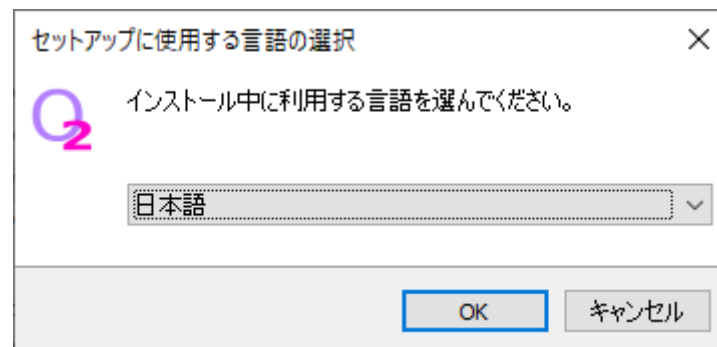 セットアップに使用する言語の選択
O2
インストール中に利用する言語を選んでください。
日本語
OK
キャンセル